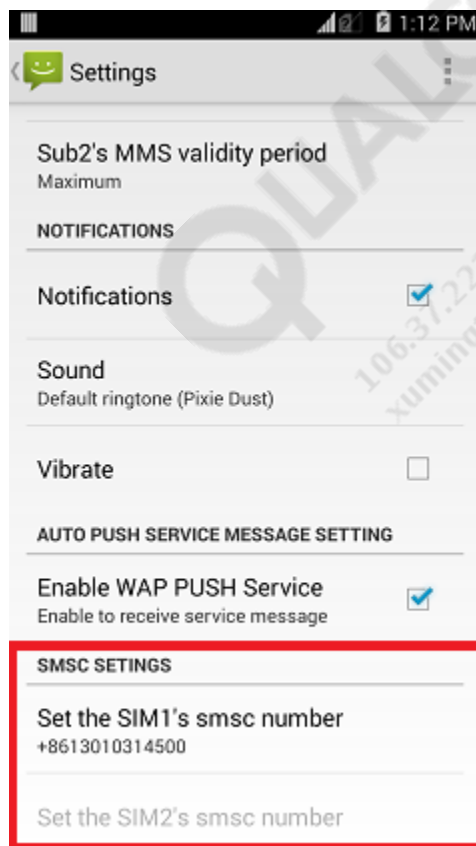 1:12 PM
Settings
Sub2's MMS validity period
Maximum
NOTIFICATIONS
Notifications
Sound
Default ringtone (Pixie Dust)
Vibrate
AUTO PUSH SERVICE MESSAGE SETTING
Enable WAP PUSH Service
Enable to receive service message
SMSC SETINGS
Set the SIM1's smsc number
+8613010314500
Set the SIM2's smsc number